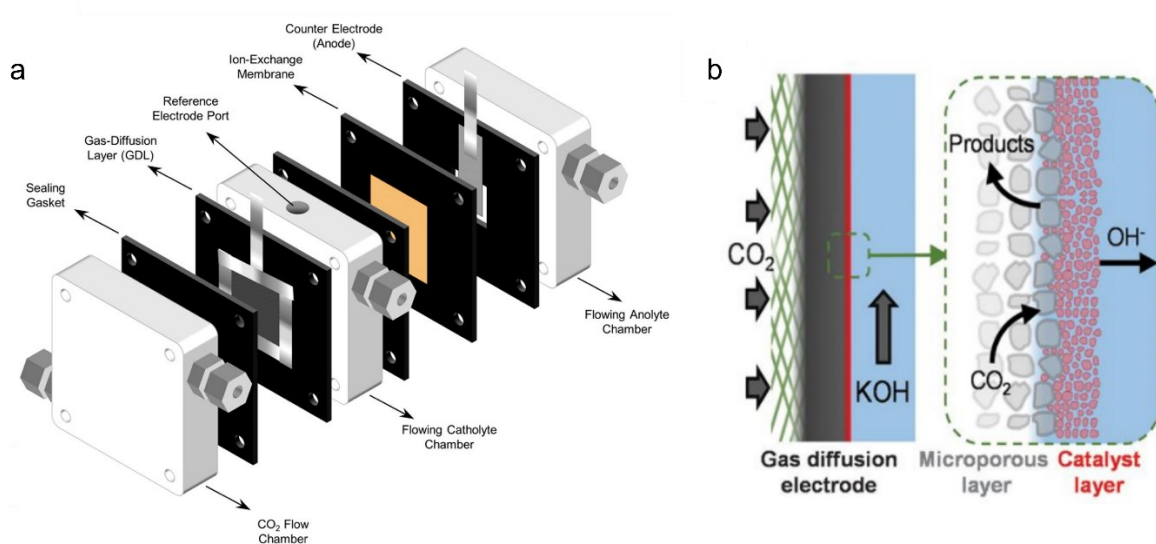 a
Counter Electrode
(Anode)
Ion-Exchange
Membrane
Reference
Electrode Port
Gas-Diffusion
Layer (GDL)
Sealing
Gasket
Flowing Anolyte
Chamber
Flowing Catholyte
Chamber
CO₂ Flow
Chamber
b
CO₂
KOH
Products
OH⁻
CO₂
Gas diffusion
electrode
Microporous
layer
Catalyst
layer